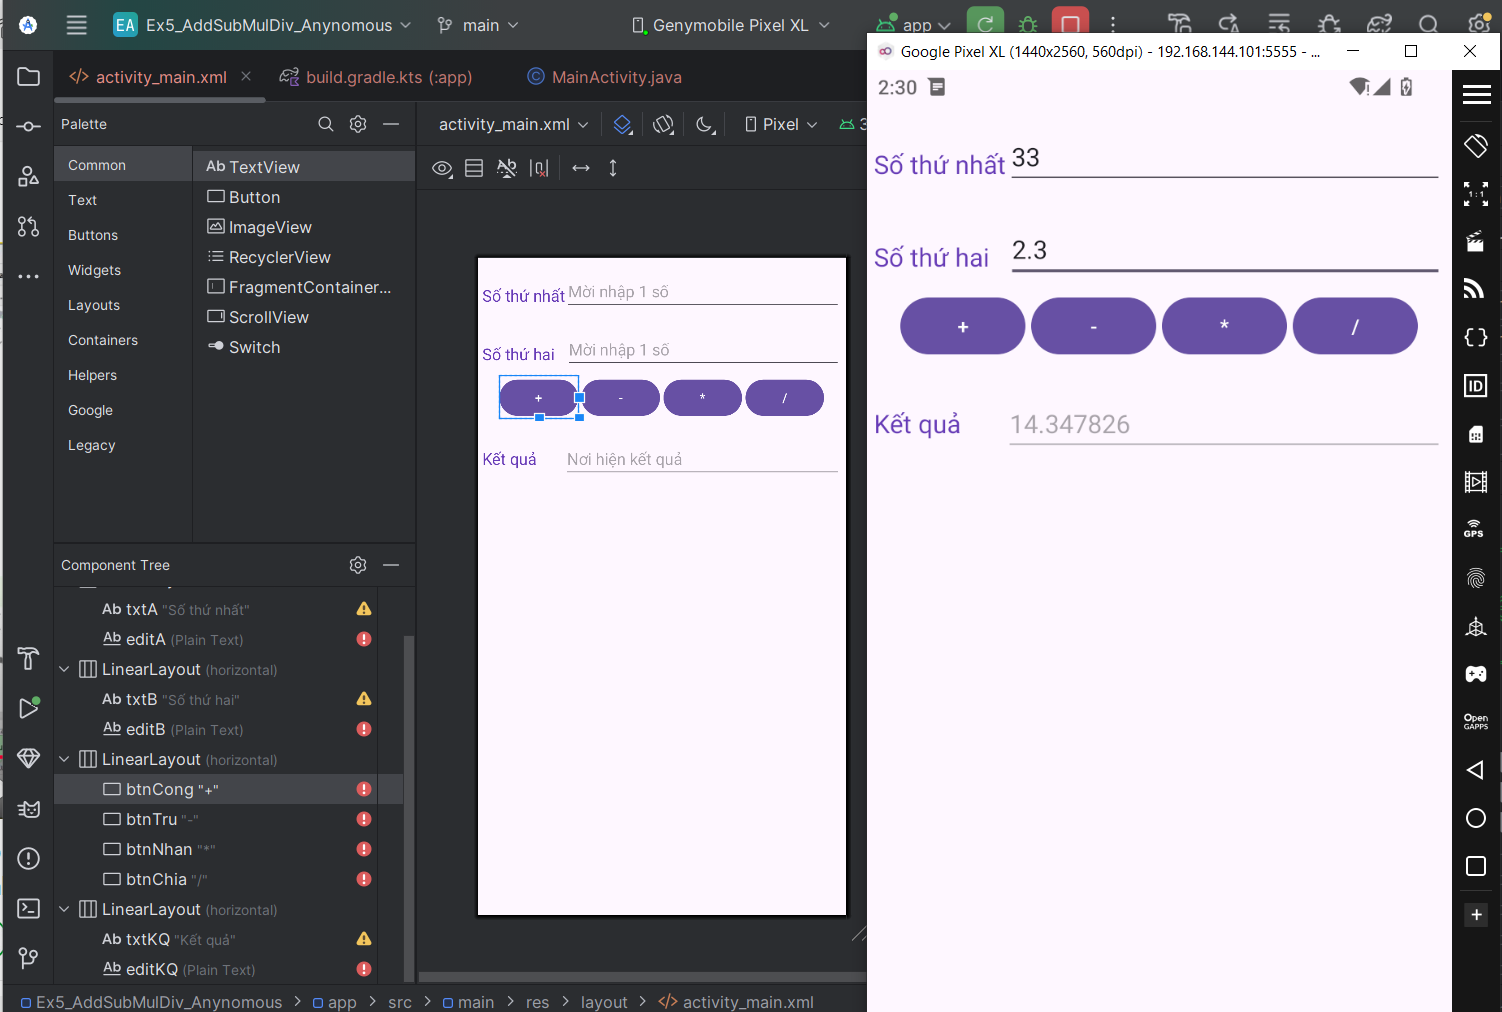 EA Ex5_AddSubMulDiv_Anynomous
main
Genymobile Pixel XL
app
activity_main.xml
build.gradle.kts (:app)
MainActivity.java
Palette
Common
Text
Buttons
Widgets
Layouts
Containers
Helpers
Google
Legacy
Ab TextView
Button
ImageView
RecyclerView
FragmentContainer...
ScrollView
Switch
activity_main.xml
Pixel
3
Số thứ nhất Mời nhập 1 số
Số thứ hai Mời nhập 1 số
+ - * /
Kết quả Nơi hiện kết quả
Component Tree
Ab txtA "Số thứ nhất"
Ab editA (Plain Text)
LinearLayout (horizontal)
Ab txtB "Số thứ hai"
Ab editB (Plain Text)
LinearLayout (horizontal)
btnCong "+"
btnTru "-"
btnNhan "*"
btnChia "/"
LinearLayout (horizontal)
Ab txtKQ "Kết quả"
Ab editKQ (Plain Text)
Ex5_AddSubMulDiv_Anynomous > app > src > main > res > layout > activity_main.xml
Google Pixel XL (1440x2560, 560dpi) - 192.168.144.101:5555 - ...
2:30
Số thứ nhất 33
Số thứ hai 2.3
+ - * /
Kết quả 14.347826
1:1
ID
GPS
Open
GAPPS